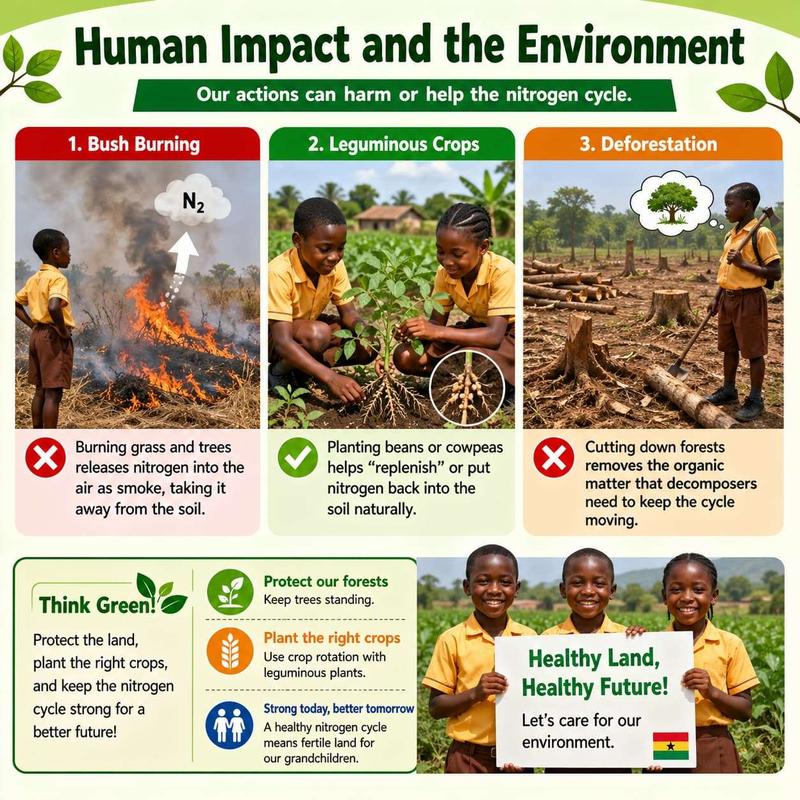 Human Impact and the Environment
Our actions can harm or help the nitrogen cycle.
1. Bush Burning
N₂
Burning grass and trees
releases nitrogen into the
air as smoke, taking it
away from the soil.
2. Leguminous Crops
Planting beans or cowpeas
helps “replenish” or put
nitrogen back into the
soil naturally.
3. Deforestation
Cutting down forests
removes the organic
matter that decomposers
need to keep the cycle
moving.
Think Green!
Protect the land,
plant the right crops,
and keep the nitrogen
cycle strong for a
better future!
Protect our forests
Keep trees standing.
Plant the right crops
Use crop rotation with
leguminous plants.
Strong today, better tomorrow
A healthy nitrogen cycle
means fertile land for
our grandchildren.
Healthy Land,
Healthy Future!
Let’s care for our
environment.